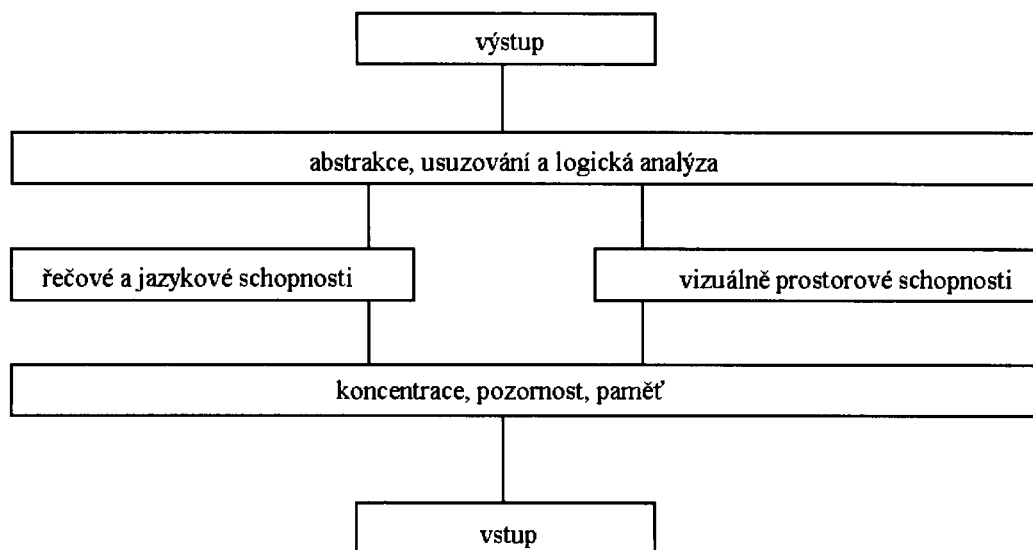 výstup
abstrakce, usuzování a logická analýza
řečové a jazykové schopnosti
vizuálně prostorové schopnosti
koncentrace, pozornost, paměť
vstup